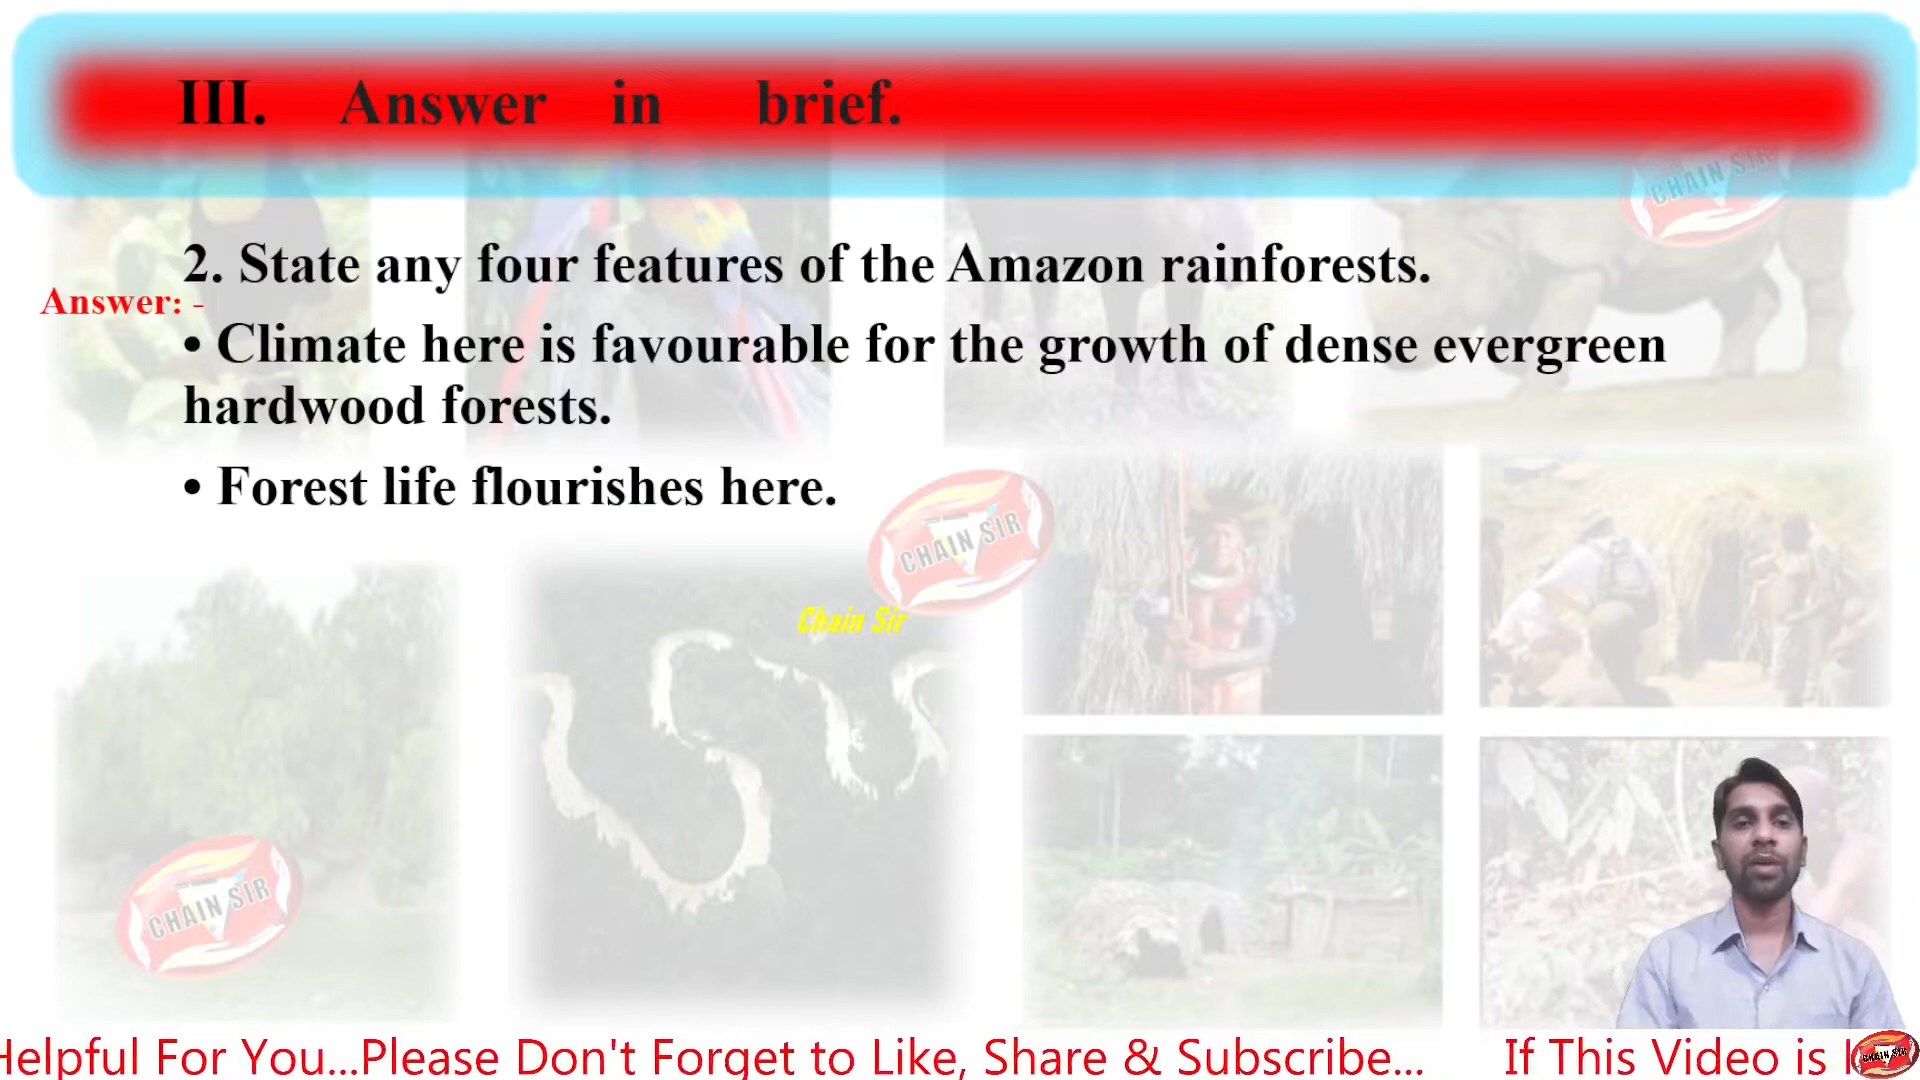 III. Answer in brief.
CHAIN SIR
2. State any four features of the Amazon rainforests.
Answer: -
• Climate here is favourable for the growth of dense evergreen
hardwood forests.
• Forest life flourishes here.
CHAIN SIR
Chain Sir
CHAIN SIR
Helpful For You...Please Don't Forget to Like, Share & Subscribe... If This Video is
CHAIN SIR